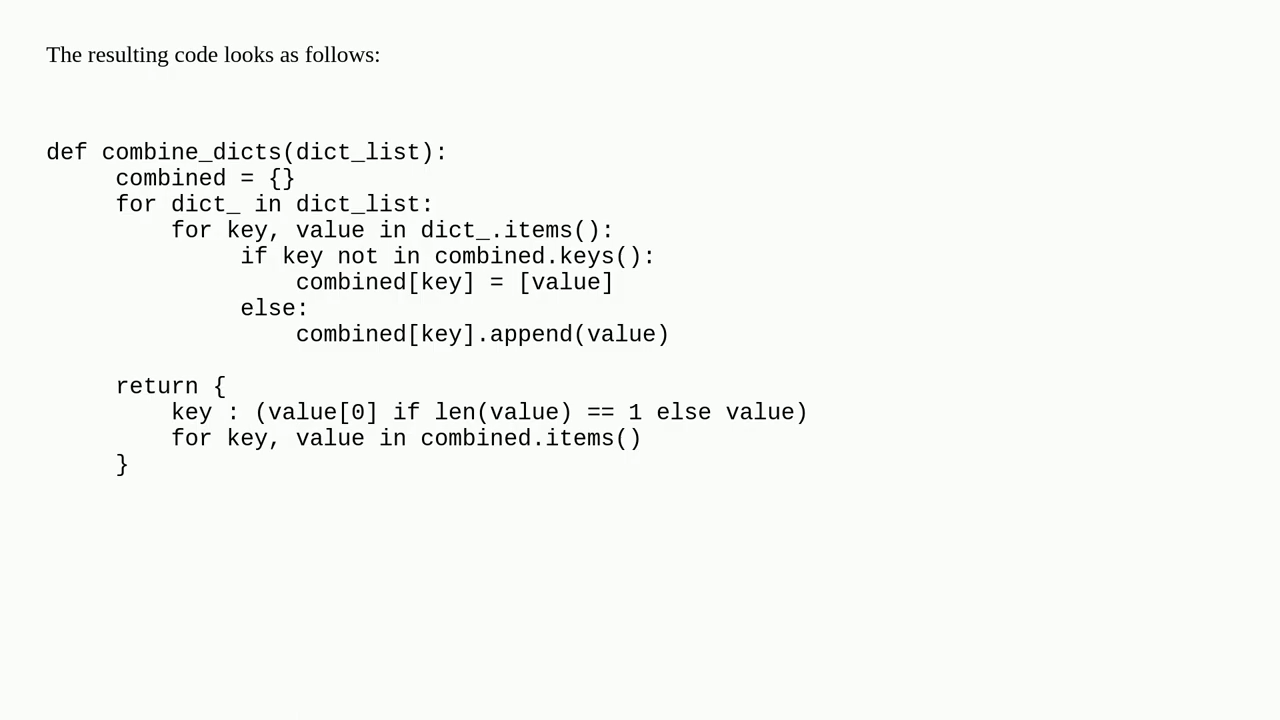 The resulting code looks as follows:
def combine_dicts(dict_list):
     combined = {}
     for dict_ in dict_list:
         for key, value in dict_.items():
              if key not in combined.keys():
                  combined[key] = [value]
              else:
                  combined[key].append(value)

     return {
         key : (value[0] if len(value) == 1 else value)
         for key, value in combined.items()
     }